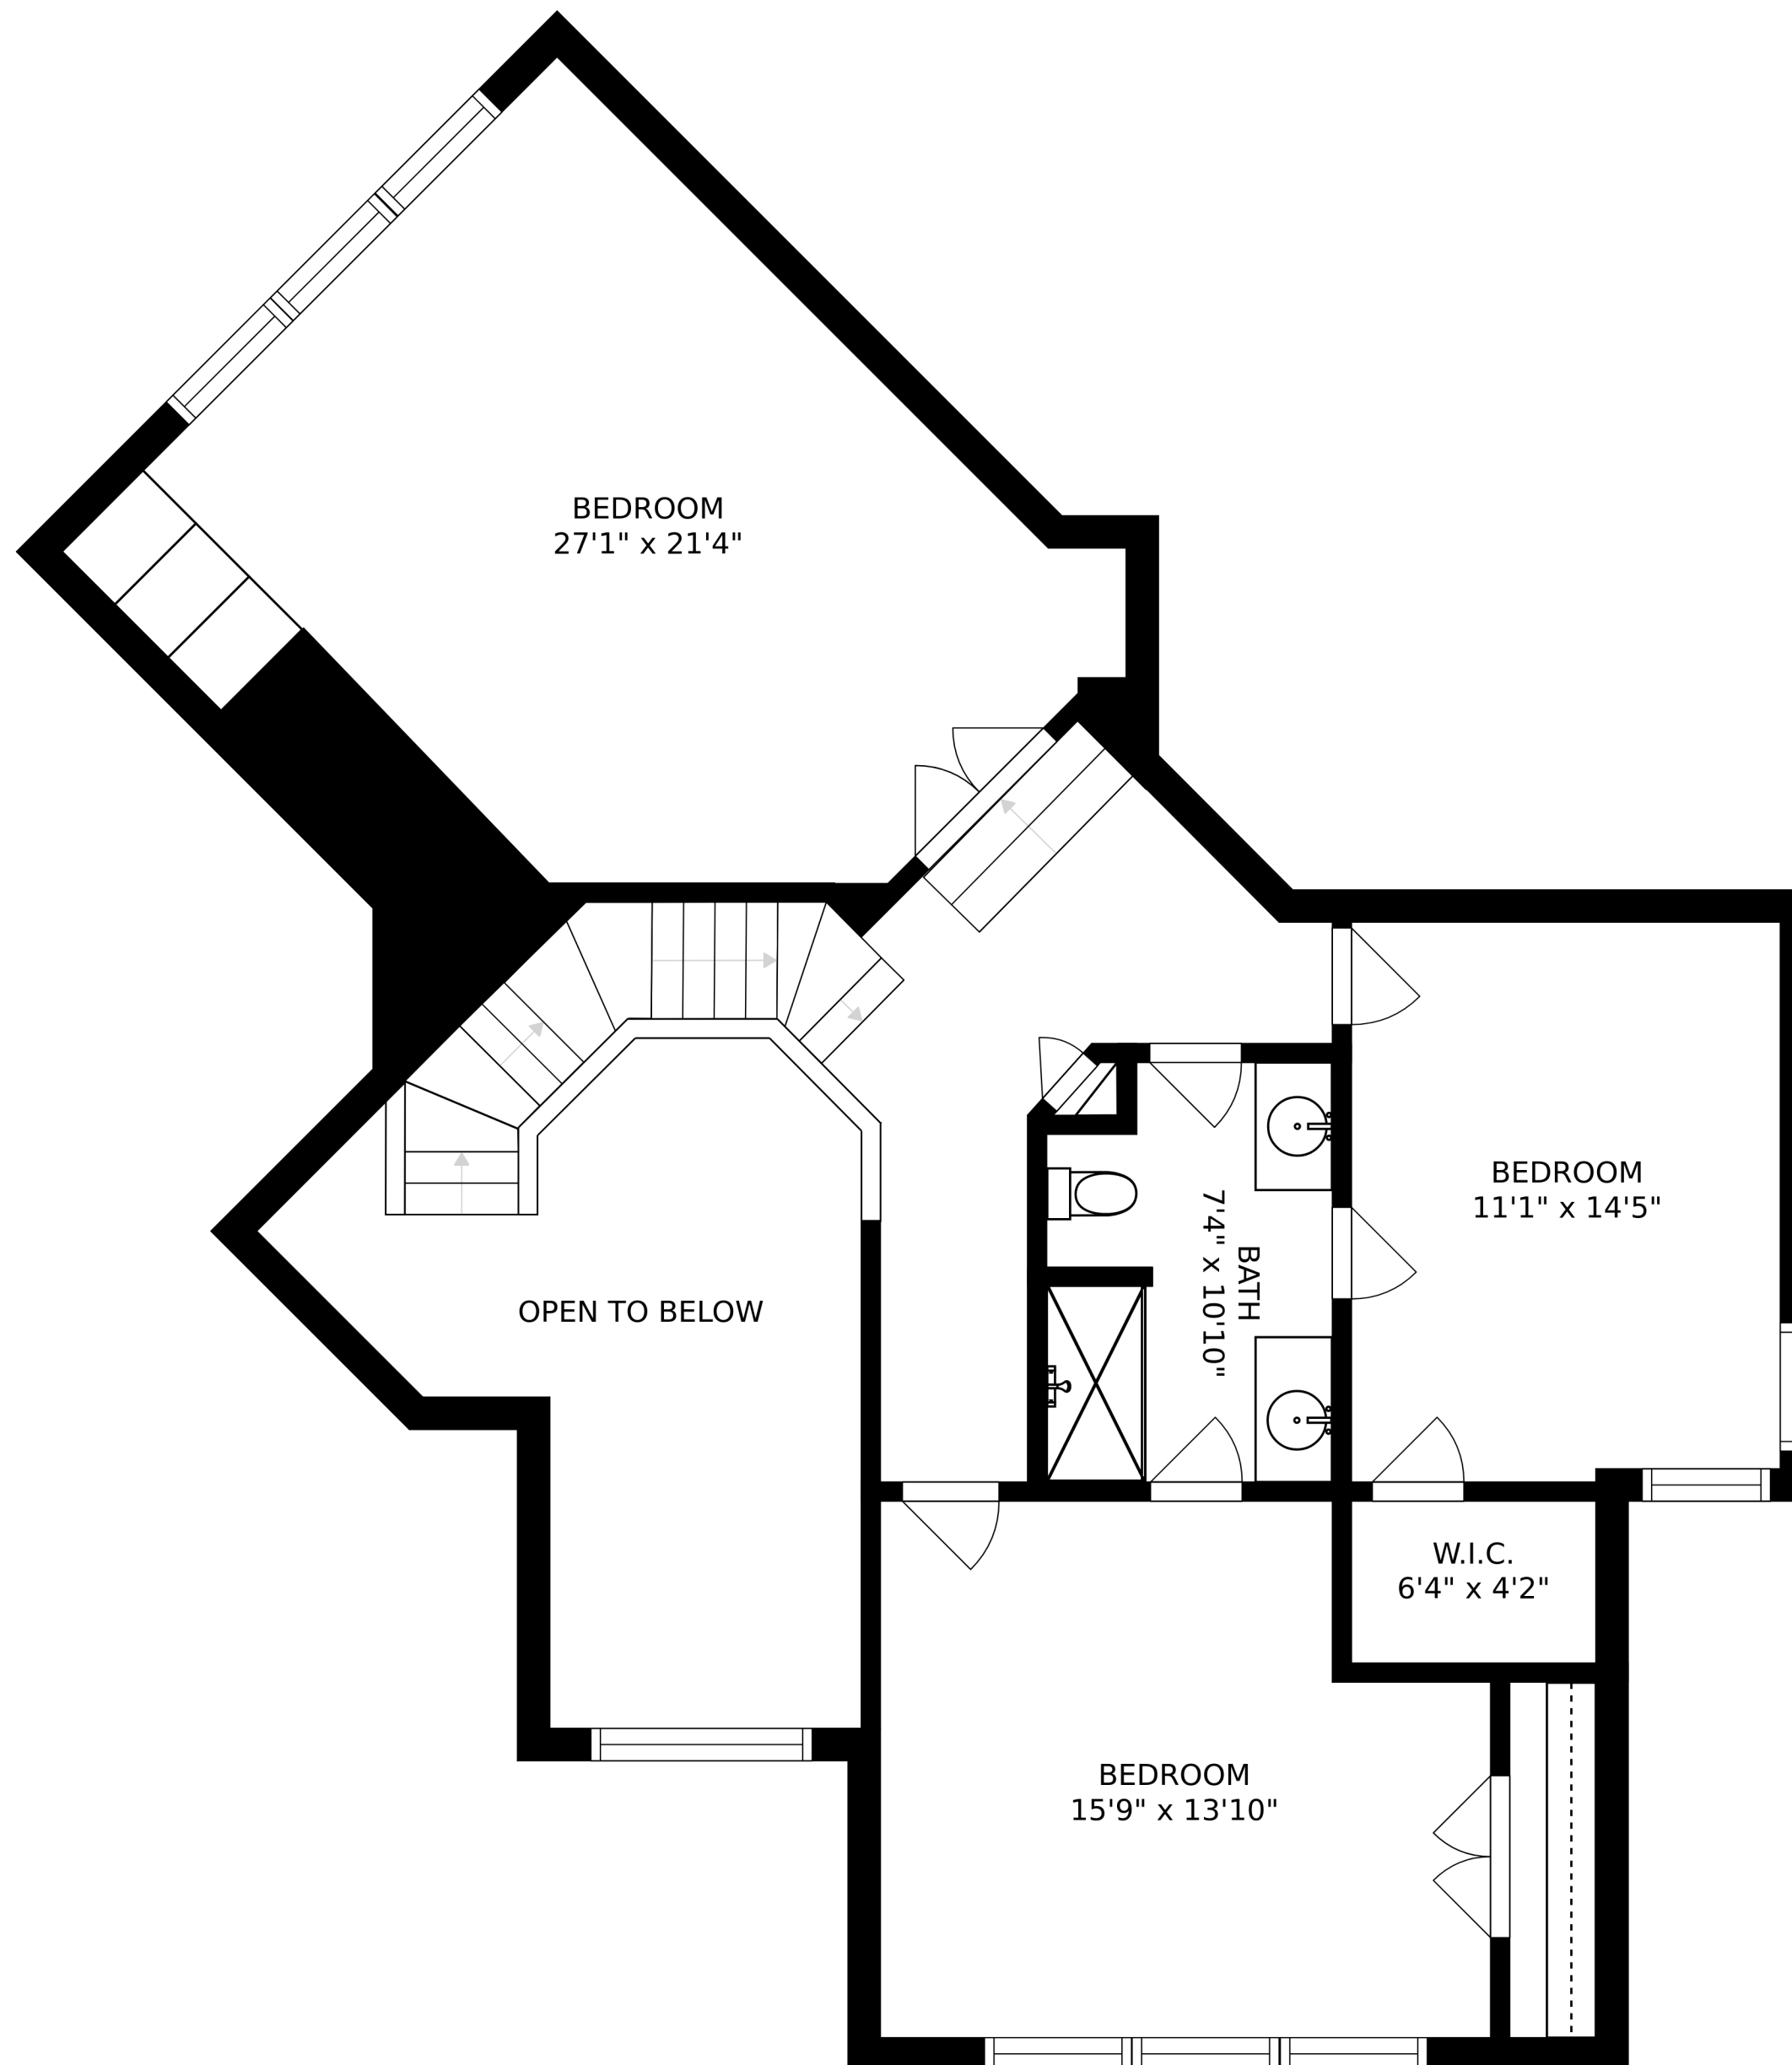 BEDROOM
27'1" x 21'4"
BEDROOM
11'1" x 14'5"
BATH
7'4" x 10'10"
OPEN TO BELOW
W.I.C.
6'4" x 4'2"
BEDROOM
15'9" x 13'10"